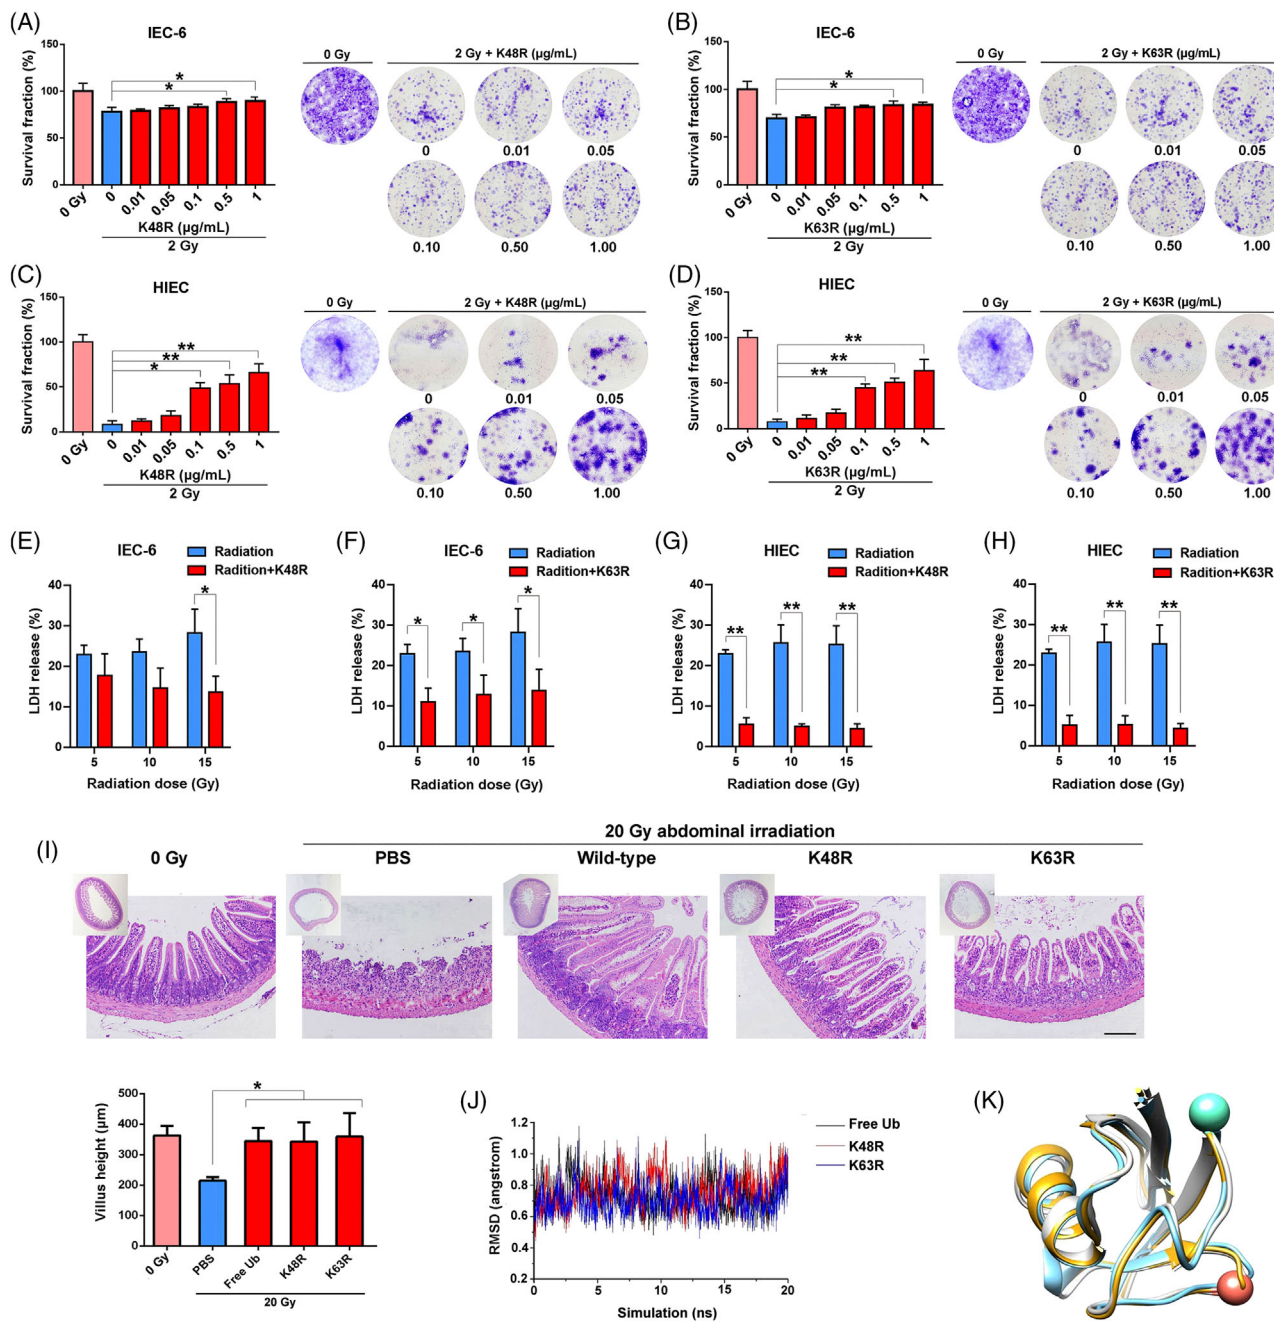 (A)
IEC-6
Survival fraction (%)
150
100
50
0
0 Gy
0
0.01
0.05
0.1
0.5
1
*
*
K48R (µg/mL)
2 Gy
0 Gy
2 Gy + K48R (µg/mL)
0
0.01
0.05
0.10
0.50
1.00
(B)
IEC-6
Survival fraction (%)
150
100
50
0
0 Gy
0
0.01
0.05
0.1
0.5
1
*
*
K63R (µg/mL)
2 Gy
0 Gy
2 Gy + K63R (µg/mL)
0
0.01
0.05
0.10
0.50
1.00
(C)
HIEC
Survival fraction (%)
150
100
50
0
0 Gy
0
0.01
0.05
0.1
0.5
1
**
**
*
K48R (µg/mL)
2 Gy
0 Gy
2 Gy + K48R (µg/mL)
0
0.01
0.05
0.10
0.50
1.00
(D)
HIEC
Survival fraction (%)
150
100
50
0
0 Gy
0
0.01
0.05
0.1
0.5
1
**
**
**
K63R (µg/mL)
2 Gy
0 Gy
2 Gy + K63R (µg/mL)
0
0.01
0.05
0.10
0.50
1.00
(E)
IEC-6
Radiation
Radition+K48R
LDH release (%)
40
30
20
10
0
*
5
10
15
Radiation dose (Gy)
(F)
IEC-6
Radiation
Radition+K63R
LDH release (%)
40
30
20
10
0
*
*
*
5
10
15
Radiation dose (Gy)
(G)
HIEC
Radiation
Radition+K48R
LDH release (%)
40
30
20
10
0
**
**
**
5
10
15
Radiation dose (Gy)
(H)
HIEC
Radiation
Radition+K63R
LDH release (%)
40
30
20
10
0
**
**
**
5
10
15
Radiation dose (Gy)
(I)
20 Gy abdominal irradiation
0 Gy
PBS
Wild-type
K48R
K63R
Villus height (µm)
500
400
300
200
100
0
*
0 Gy
PBS
Free Ub
K48R
K63R
20 Gy
(J)
Free Ub
K48R
K63R
RMSD (angstrom)
1.2
1.0
0.8
0.6
0.4
0.2
0
5
10
15
20
Simulation (ns)
(K)